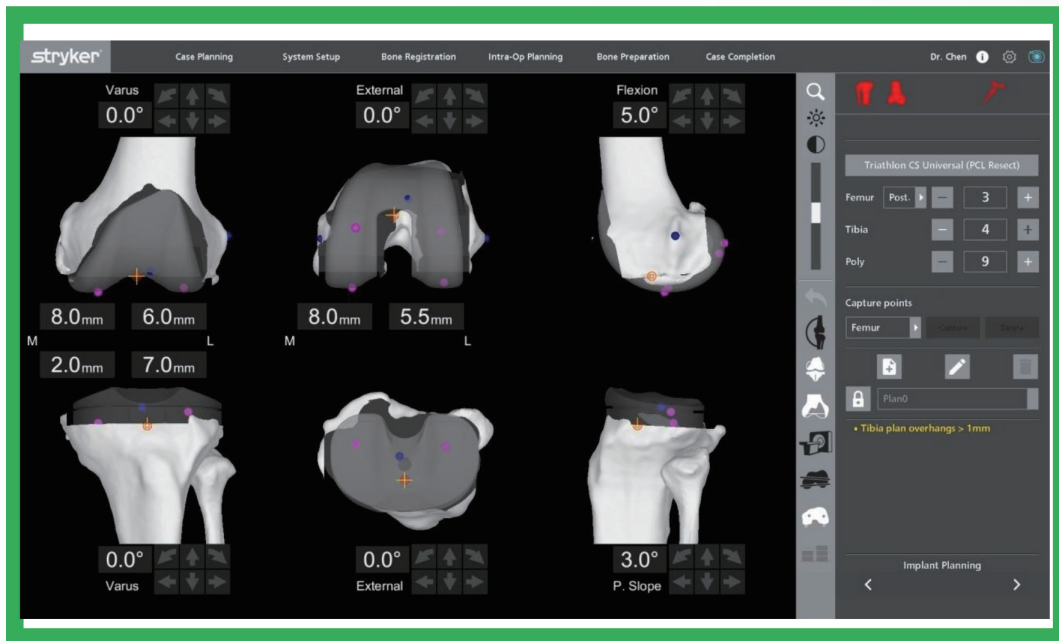 stryker
Case Planning System Setup Bone Registration Intra-Op Planning Bone Preparation Case Completion Dr. Chen i
Varus External Flexion
0.0° 0.0° 5.0°
8.0mm 6.0mm 8.0mm 5.5mm
M L M L
2.0mm 7.0mm
0.0° 0.0° 3.0°
Varus External P. Slope
Triathlon CS Universal (PCL Resect)
Femur Post. 3
Tibia 4
Poly 9
Capture points
Femur Capture
Plan0
• Tibia plan overhangs > 1mm
Implant Planning